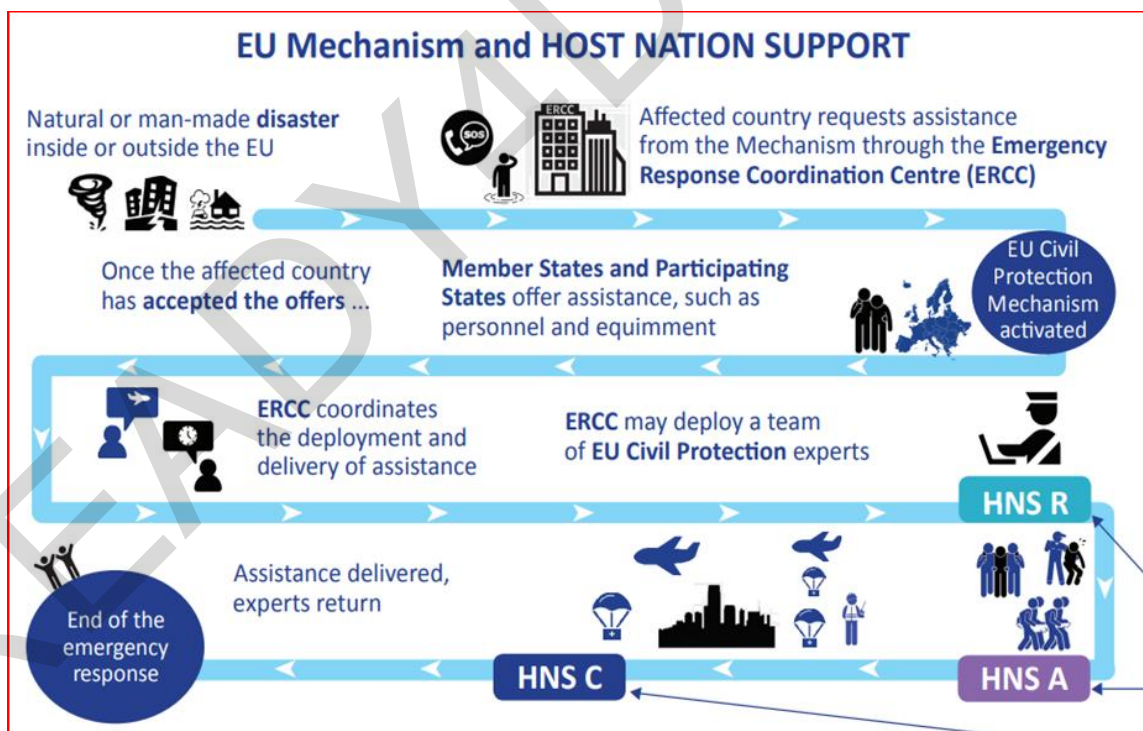 EU Mechanism and HOST NATION SUPPORT
Natural or man-made disaster
inside or outside the EU
SOS
ERCC
Affected country requests assistance
from the Mechanism through the Emergency
Response Coordination Centre (ERCC)
EU Civil
Protection
Mechanism
activated
Member States and Participating
States offer assistance, such as
personnel and equimment
Once the affected country
has accepted the offers ...
ERCC coordinates
the deployment and
delivery of assistance
ERCC may deploy a team
of EU Civil Protection experts
HNS R
HNS A
HNS C
Assistance delivered,
experts return
End of the
emergency
response